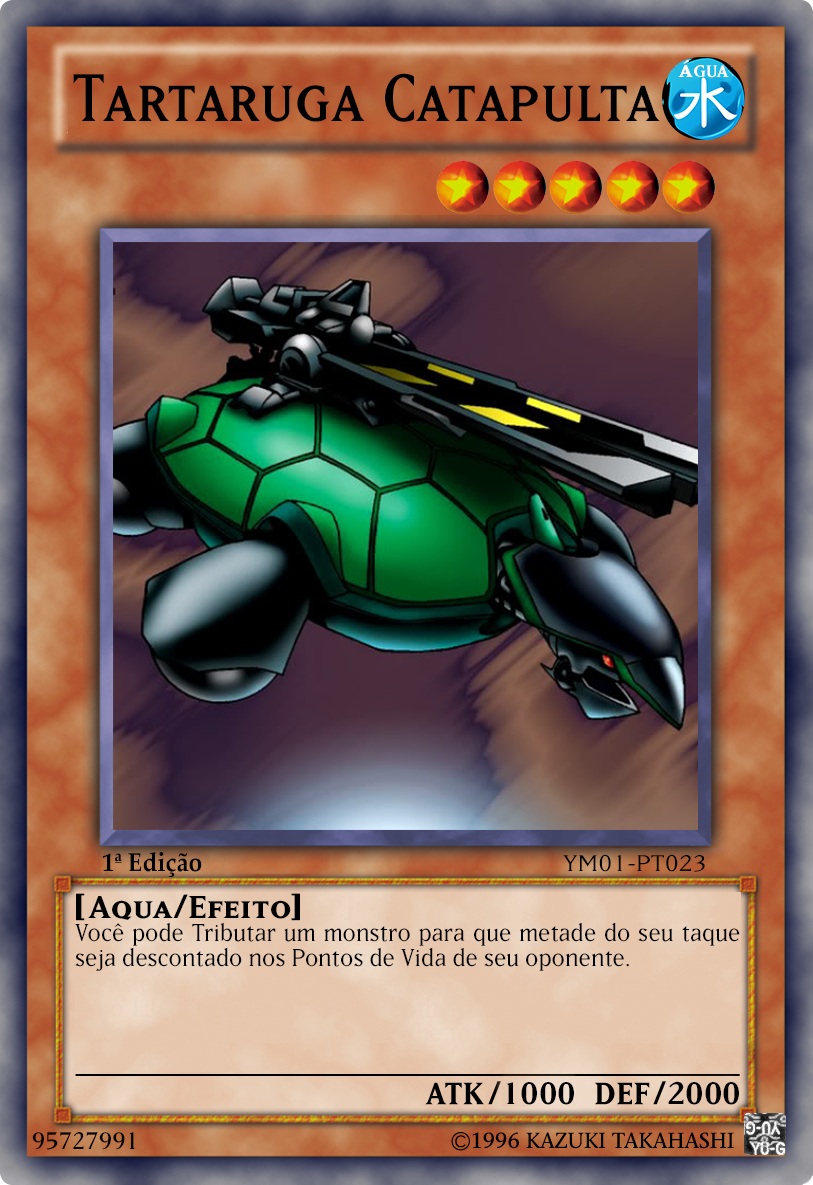 TARTARUGA CATAPULTA
ÁGUA
水
1ª Edição
YM01-PT023
[AQUA/EFEITO]
Você pode Tributar um monstro para que metade do seu taque
seja descontado nos Pontos de Vida de seu oponente.
ATK/1000 DEF/2000
95727991
©1996 KAZUKI TAKAHASHI
YU-G
YU-G